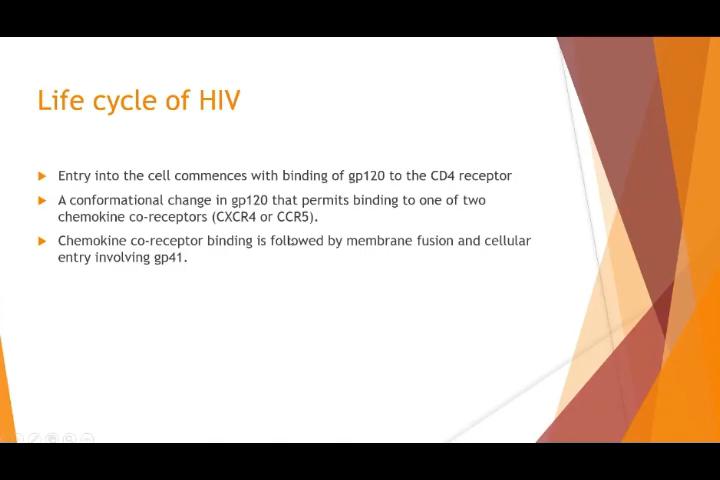 Life cycle of HIV
Entry into the cell commences with binding of gp120 to the CD4 receptor
A conformational change in gp120 that permits binding to one of two
chemokine co-receptors (CXCR4 or CCR5).
Chemokine co-receptor binding is followed by membrane fusion and cellular
entry involving gp41.